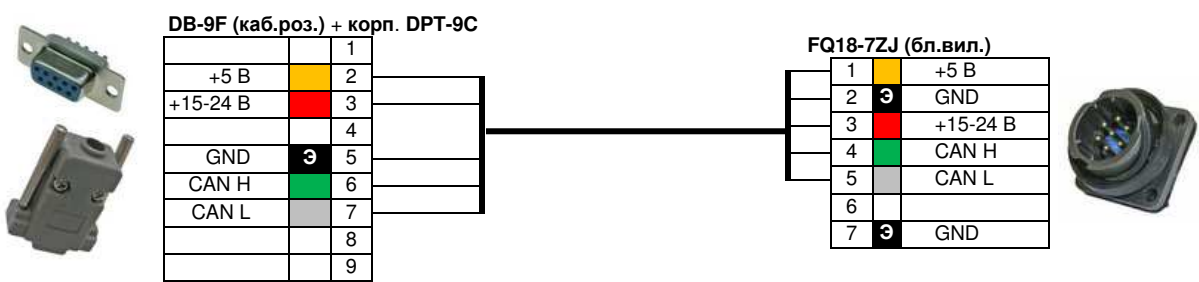 DB-9F (каб.роз.) + корп. DPT-9C
1
+5 В 2
+15-24 В 3
4
GND Э 5
CAN H 6
CAN L 7
8
9
FQ18-7ZJ (бл.вил.)
1 +5 В
2 Э GND
3 +15-24 В
4 CAN H
5 CAN L
6
7 Э GND